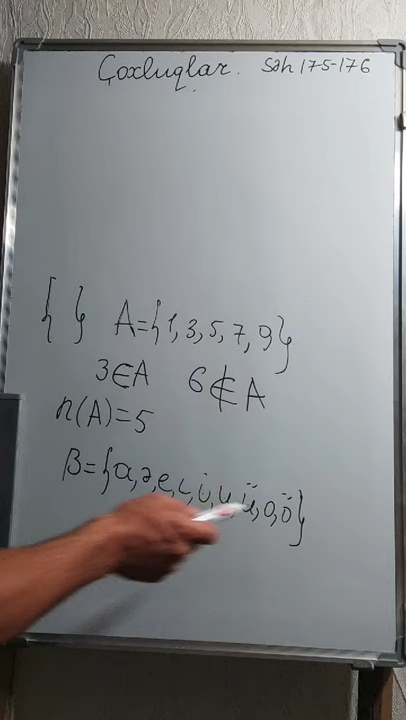 Çoxluqlar. Səh 175-176
{ } A={1,3,5,7,9}
3∈A 6∉A
n(A)=5
B={a,ə,e,ı,i,u,ü,o,ö}